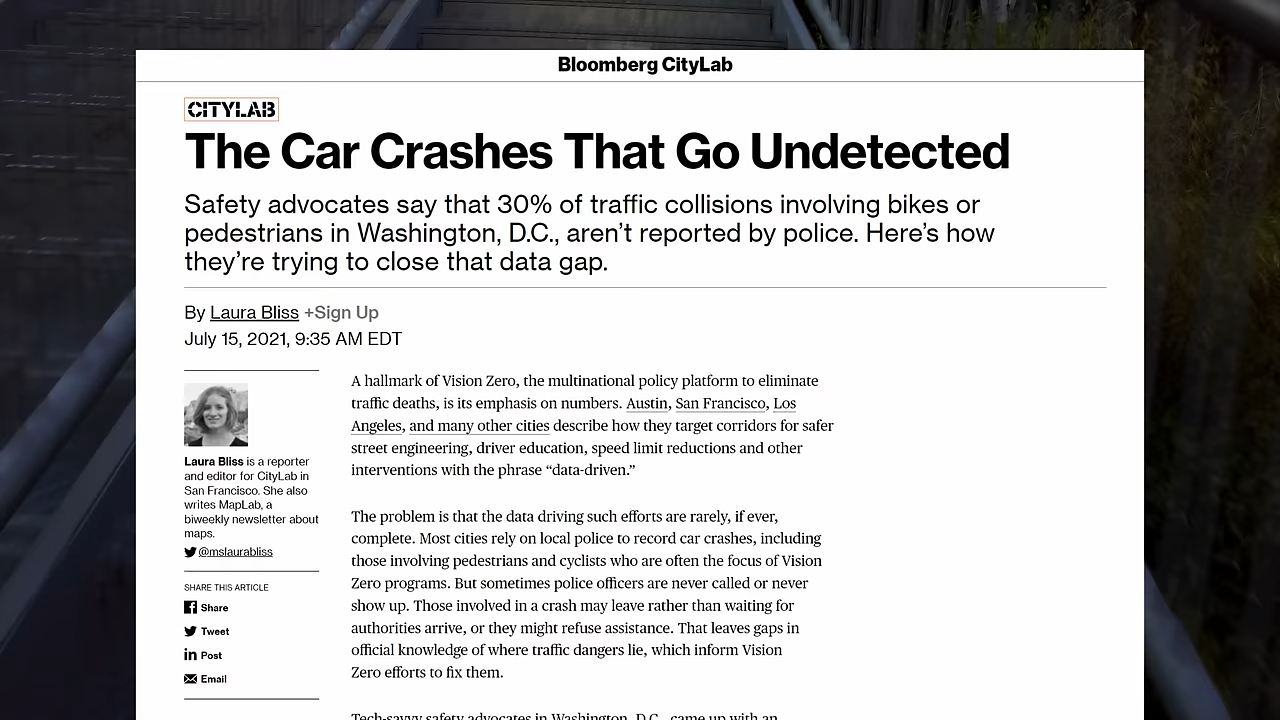 Bloomberg CityLab
CITYLAB
The Car Crashes That Go Undetected
Safety advocates say that 30% of traffic collisions involving bikes or
pedestrians in Washington, D.C., aren’t reported by police. Here’s how
they’re trying to close that data gap.
By Laura Bliss +Sign Up
July 15, 2021, 9:35 AM EDT
Laura Bliss is a reporter
and editor for CityLab in
San Francisco. She also
writes MapLab, a
biweekly newsletter about
maps.
@mslaurabliss
SHARE THIS ARTICLE
Share
Tweet
Post
Email
A hallmark of Vision Zero, the multinational policy platform to eliminate
traffic deaths, is its emphasis on numbers. Austin, San Francisco, Los
Angeles, and many other cities describe how they target corridors for safer
street engineering, driver education, speed limit reductions and other
interventions with the phrase “data-driven.”
The problem is that the data driving such efforts are rarely, if ever,
complete. Most cities rely on local police to record car crashes, including
those involving pedestrians and cyclists who are often the focus of Vision
Zero programs. But sometimes police officers are never called or never
show up. Those involved in a crash may leave rather than waiting for
authorities arrive, or they might refuse assistance. That leaves gaps in
official knowledge of where traffic dangers lie, which inform Vision
Zero efforts to fix them.
Tech-savvy safety advocates in Washington, D.C., came up with an